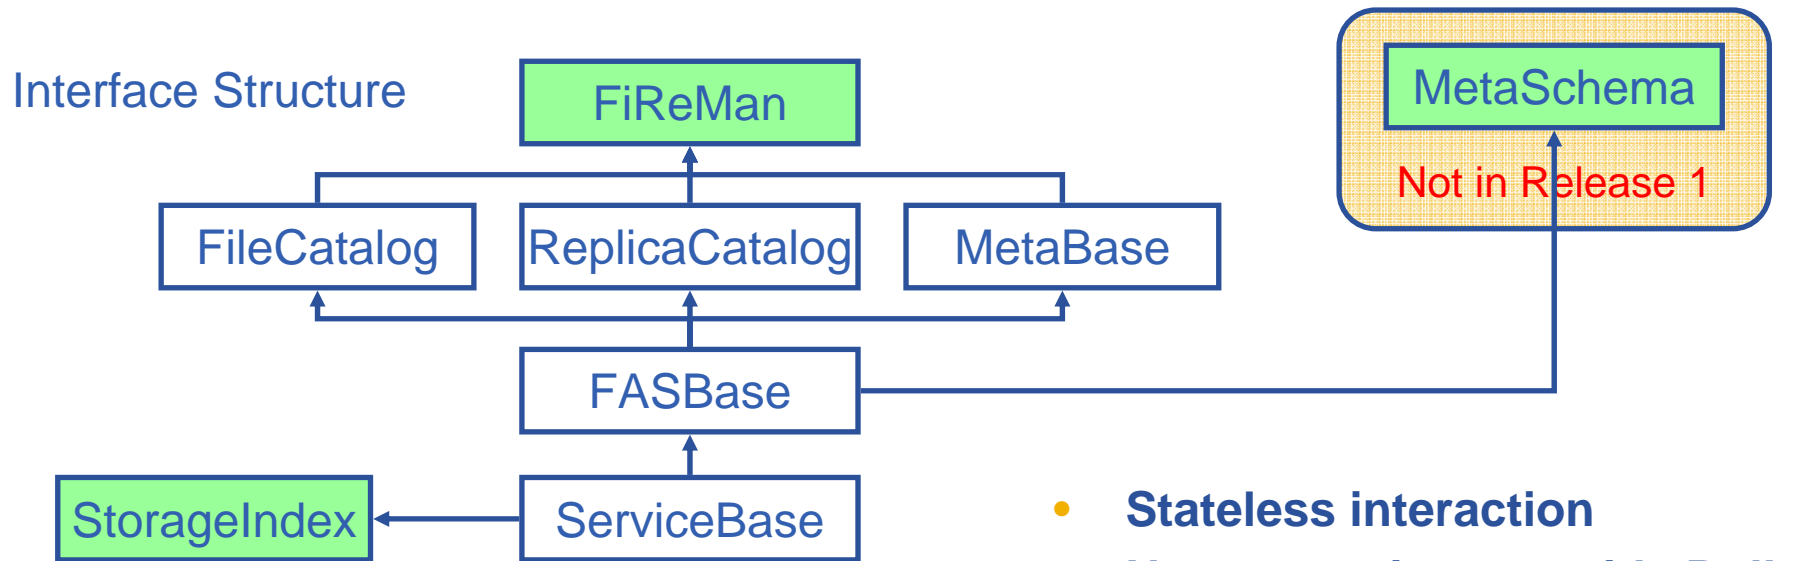 Interface Structure
FiReMan
MetaSchema
Not in Release 1
FileCatalog
ReplicaCatalog
MetaBase
FASBase
StorageIndex
ServiceBase
• Stateless interaction